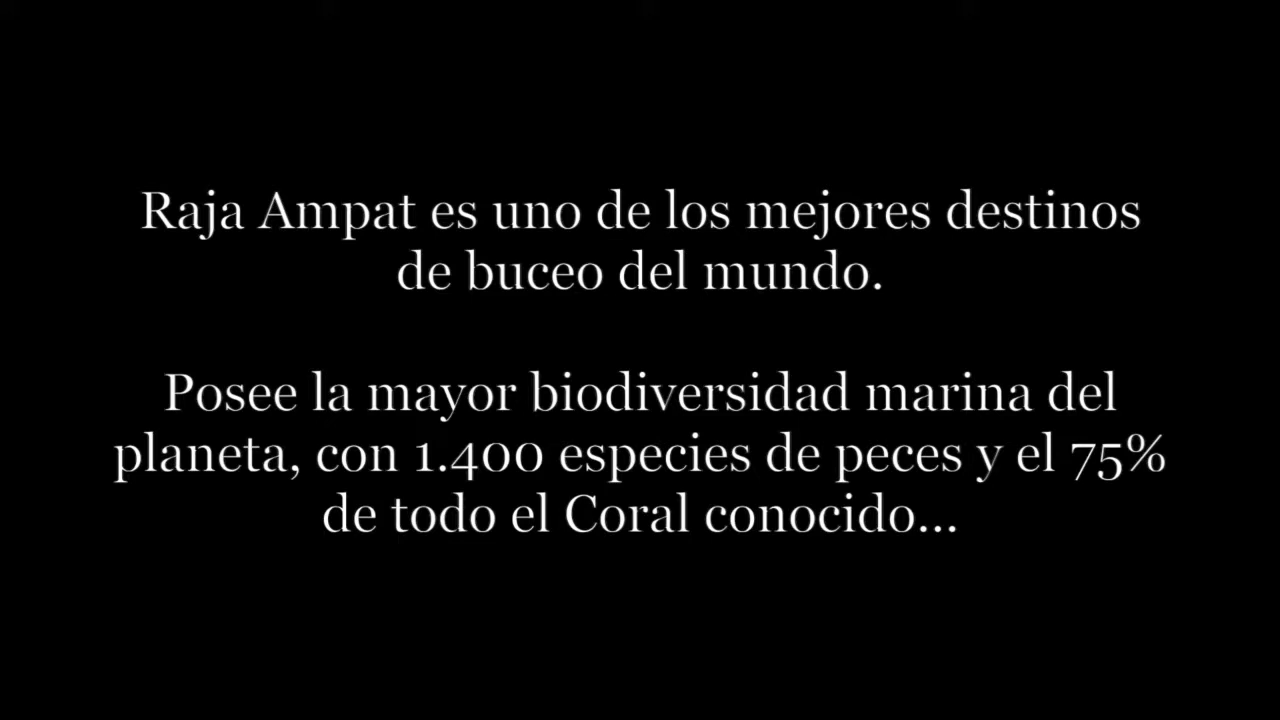 Raja Ampat es uno de los mejores destinos
de buceo del mundo.
Posee la mayor biodiversidad marina del
planeta, con 1.400 especies de peces y el 75%
de todo el Coral conocido...